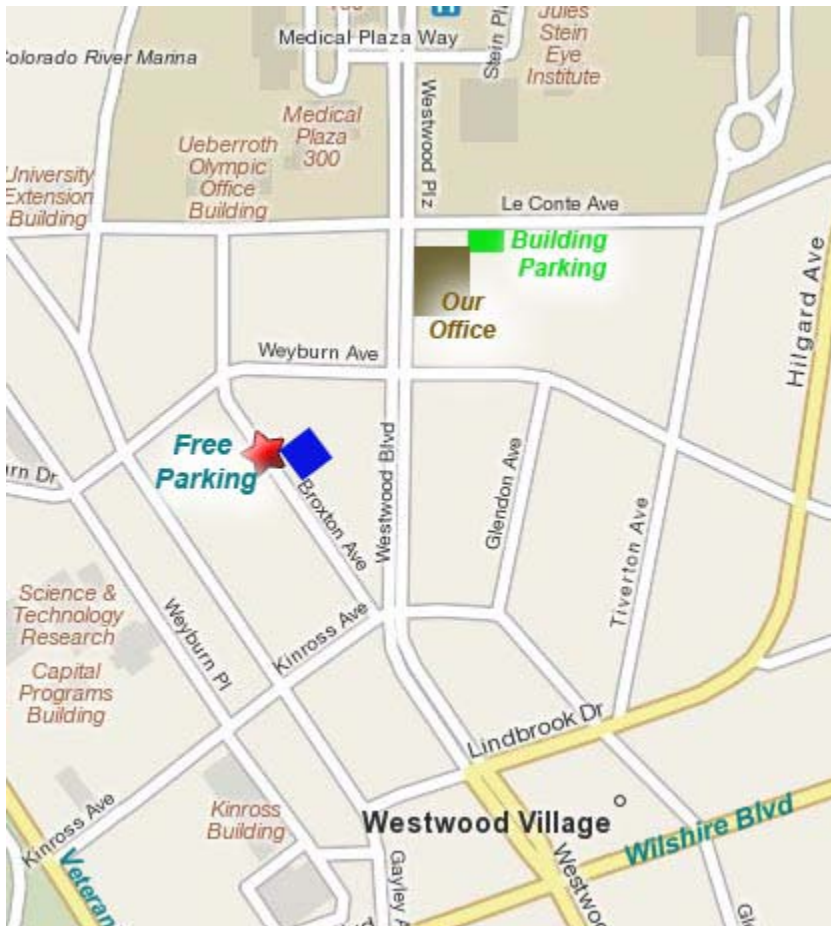 Medical Plaza Way
Stein Pl
Jules
Stein
Eye
Institute
Colorado River Marina
Medical
Plaza
300
Westwood Plz
Ueberroth
Olympic
Office
Building
University
Extension
Building
Le Conte Ave
Building
Parking
Our
Office
Hilgard Ave
Weyburn Ave
Free
Parking
Westwood Blvd
Glendon Ave
Broxton Ave
Tiverton Ave
urn Dr
Science &
Technology
Research
Capital
Programs
Building
Weyburn Pl
Kinross Ave
Lindbrook Dr
Kinross
Building
Westwood Village
Wilshire Blvd
Kinross Ave
Veteran
Gayley A
Westwoo